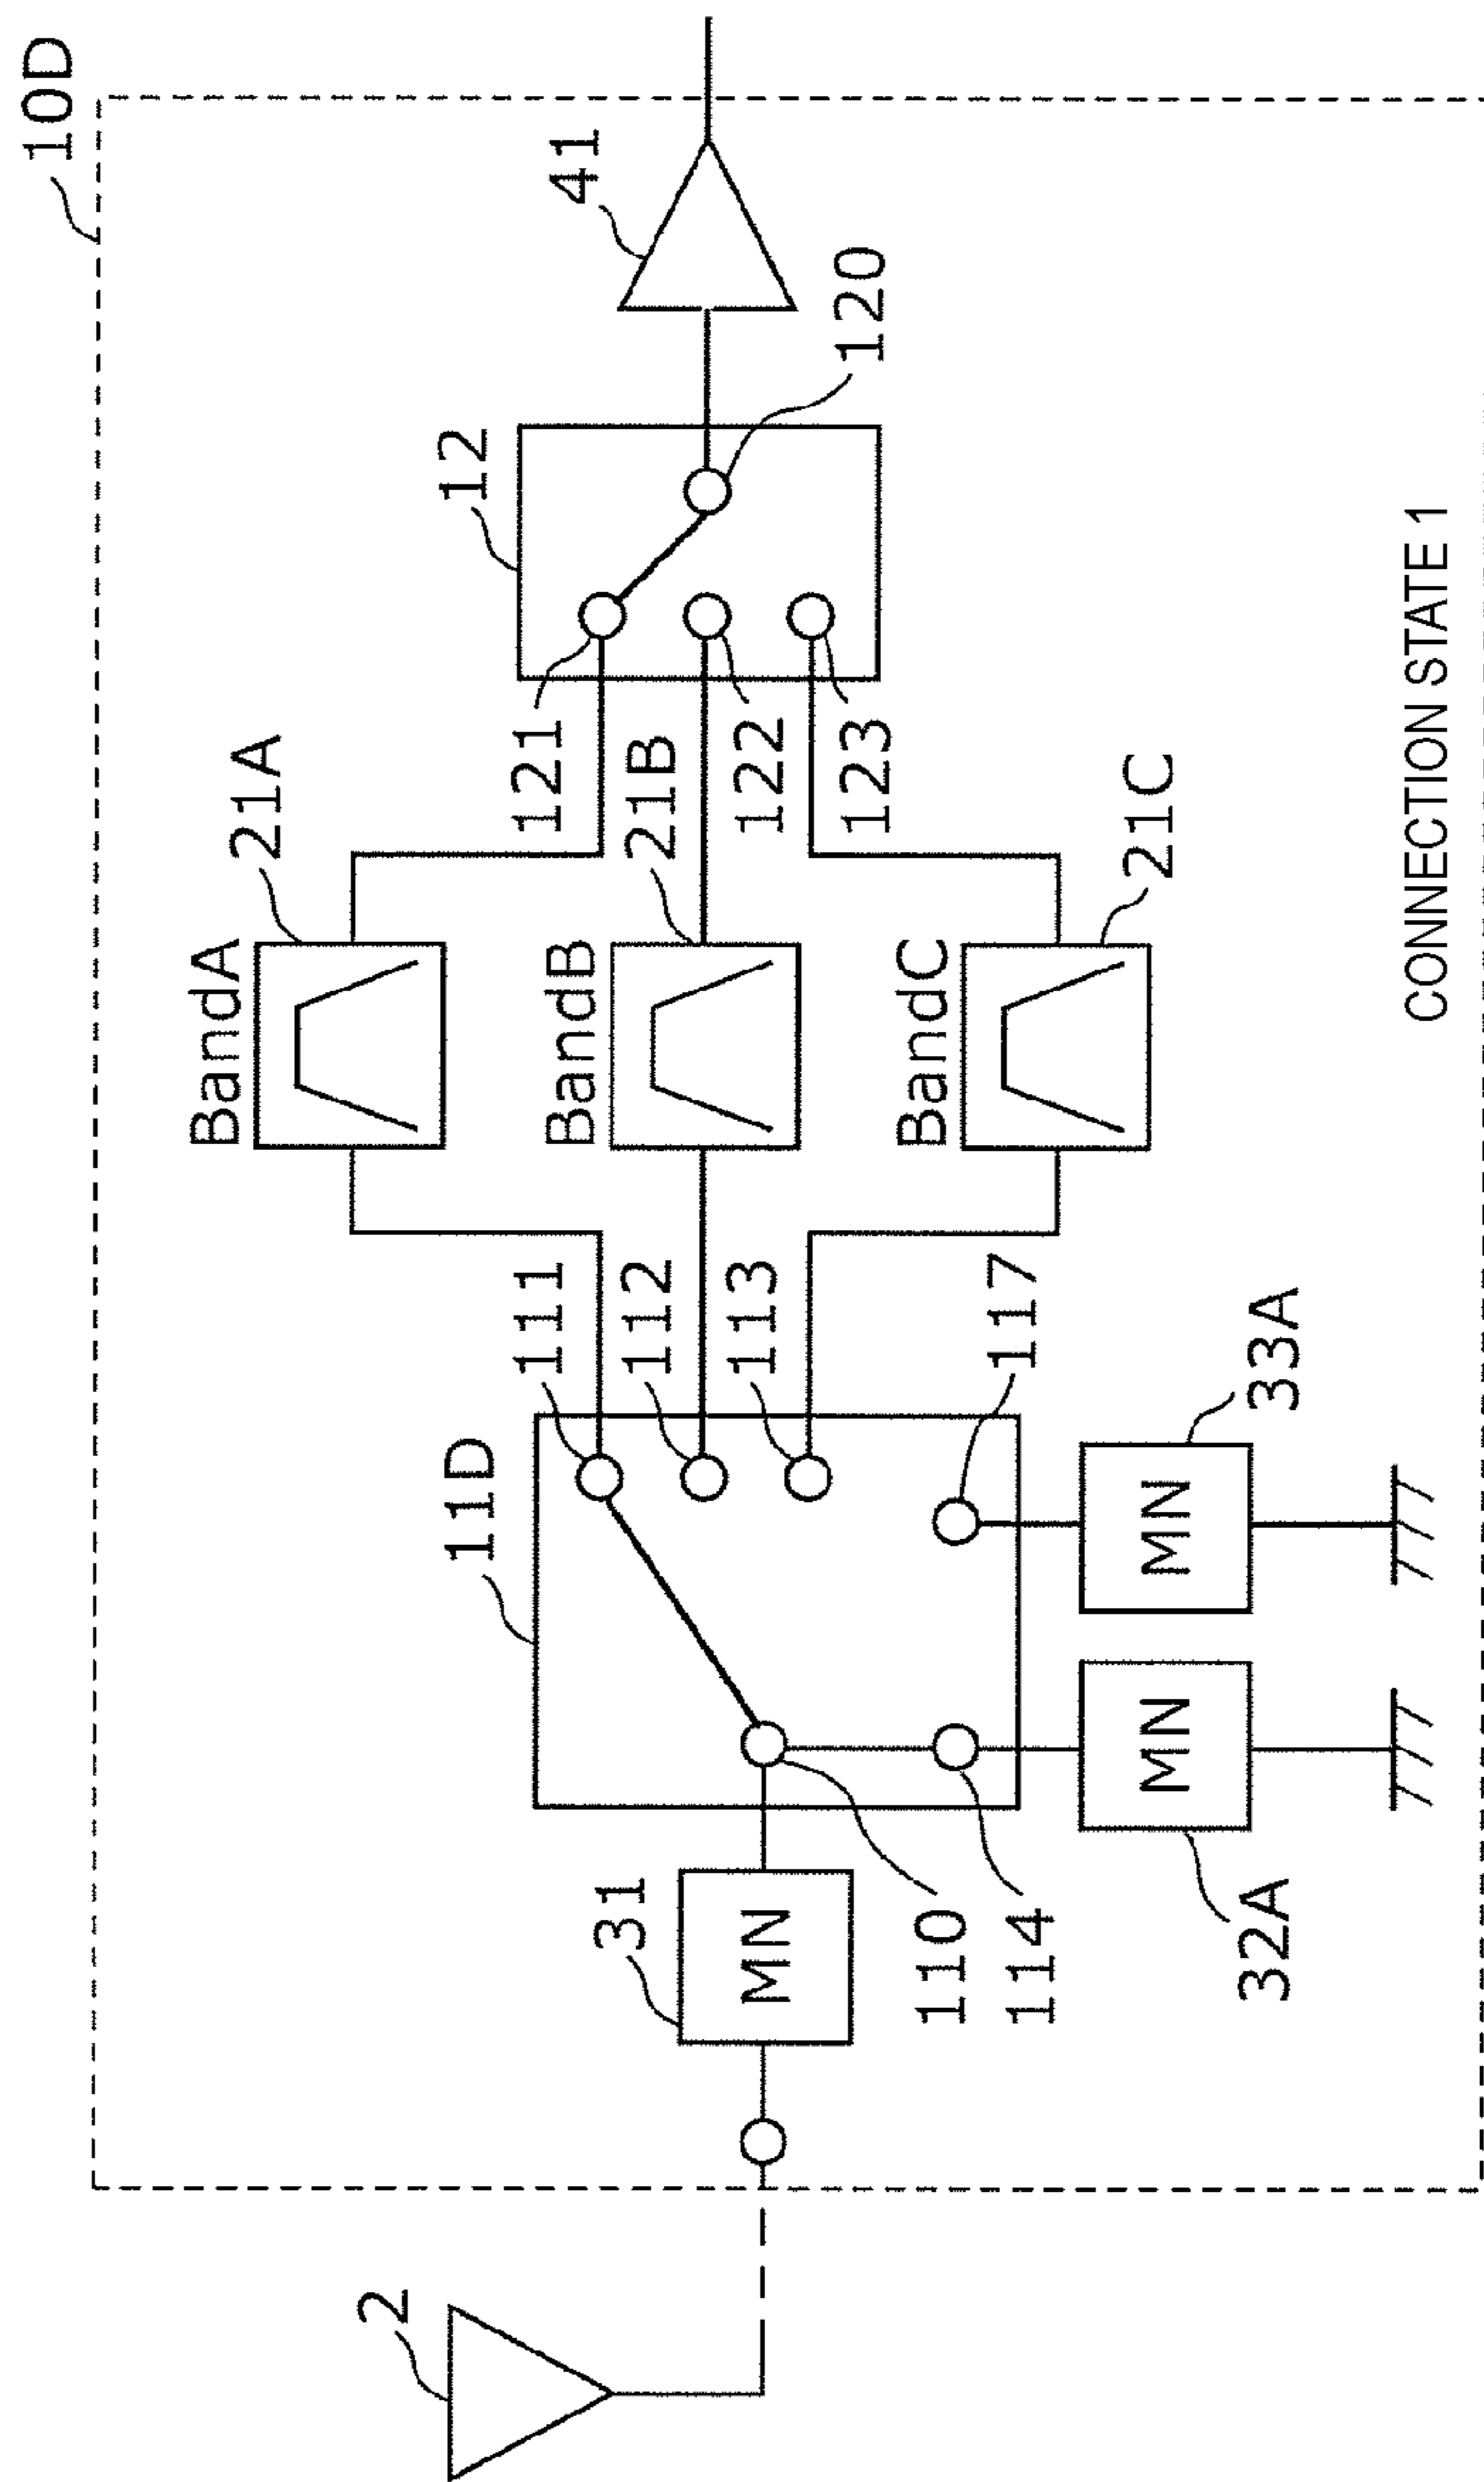 10D
2
31
MN
11D
110
114
111
112
113
117
32A
MN
33A
MN
BandA
21A
BandB
21B
BandC
21C
12
121
122
123
120
41
CONNECTION STATE 1